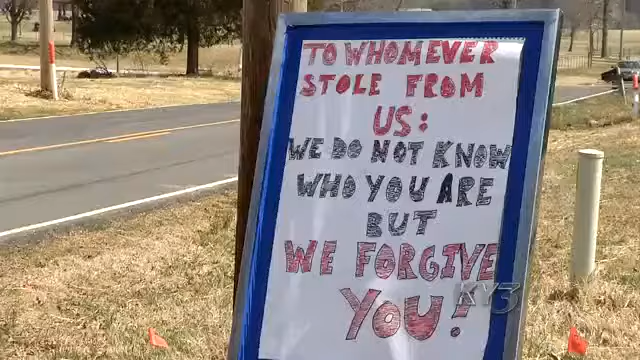 TO WHOMEVER
STOLE FROM
US:
WE DO NOT KNOW
WHO YOU ARE
BUT
WE FORGIVE
YOU!
KY3